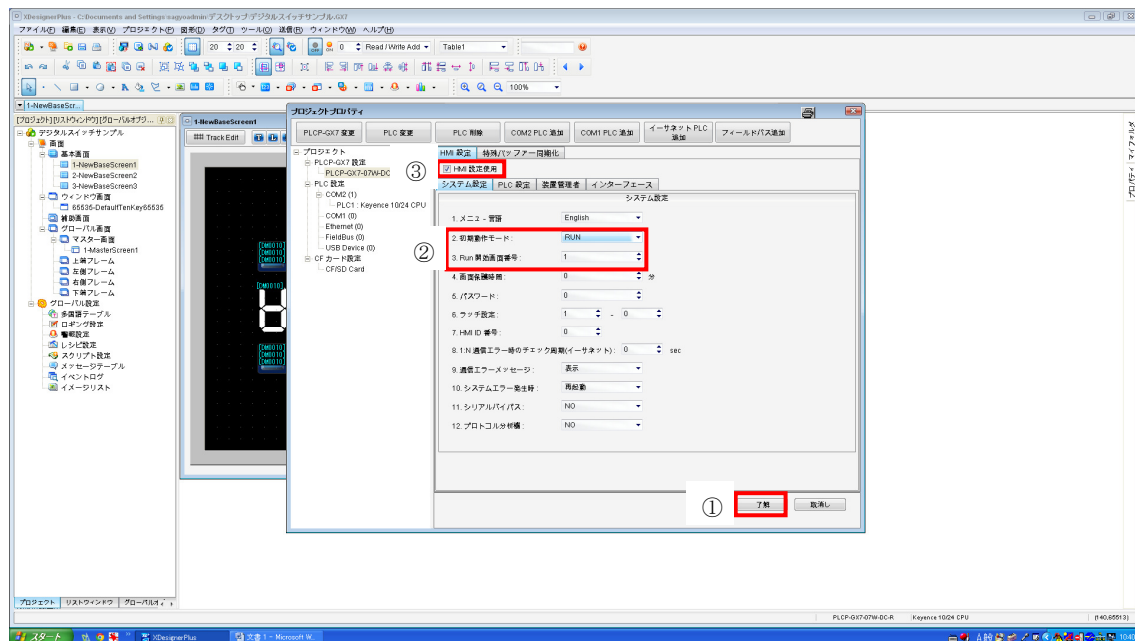 XDesignerPlus - C:Documents and Settings sagyoadmin デスクトップ デジタルスイッチサンプル.GX7
ファイル(F) 編集(E) 表示(V) プロジェクト(P) 図形(D) タグ(T) ツール(O) 送信(R) ウィンドウ(W) ヘルプ(H)
20 20 0 Read / Write Add Table1
100%
1-NewBaseScr...
[プロジェクト][リストウィンドウ][グローバルオブジ...
デジタルスイッチサンプル
画面
基本画面
1-NewBaseScreen1
2-NewBaseScreen2
3-NewBaseScreen3
ウィンドウ画面
65535-DefaultTenKey65535
補助画面
グローバル画面
マスター画面
1-MasterScreen1
上端フレーム
左側フレーム
右側フレーム
下端フレーム
グローバル設定
多国語テーブル
ロギング設定
警報設定
レシピ設定
スクリプト設定
メッセージテーブル
イベントログ
イメージリスト
プロジェクト リストウィンドウ グローバルオ
1-NewBaseScreen1
Track Edit
[DM0010]
[DM0010]
[DM0010]
[DM0010]
[DM0010]
[DM0010]
[DM0010]
プロジェクトプロパティ
PLCP-GX7 変更 PLC 変更 PLC 削除 COM2 PLC 追加 COM1 PLC 追加 イーサネット PLC 追加 フィールドバス追加
プロジェクト
PLCP-GX7 設定
PLCP-GX7-07W-DC
PLC 設定
COM2 (1)
PLC1 : Keyence 10/24 CPU
COM1 (0)
Ethernet (0)
FieldBus (0)
USB Device (0)
CF カード設定
CF/SD Card
HMI 設定 特殊バッファー同期化
③ HMI 設定使用
システム設定 PLC 設定 装置管理者 インターフェース
システム設定
1. メニュー言語 English
② 2. 初期動作モード : RUN
3. Run 開始画面番号 : 1
4. 画面保護時間 : 0 分
5. パスワード : 0
6. ラッチ設定 : 1 - 0
7. HMI ID 番号 : 0
8. 1:N 通信エラー時のチェック周期(イーサネット) : 0 sec
9. 通信エラーメッセージ : 表示
10. システムエラー発生時 : 再起動
11. シリアルバイパス : NO
12. プロトコル分析機 : NO
① 了解 取消し
マイフォルダ
プロパティ
PLCP-GX7-07W-DC-R Keyence 10/24 CPU (140,65513)
スタート XDesignerPlus 文書 1 - Microsoft W... A般 1040